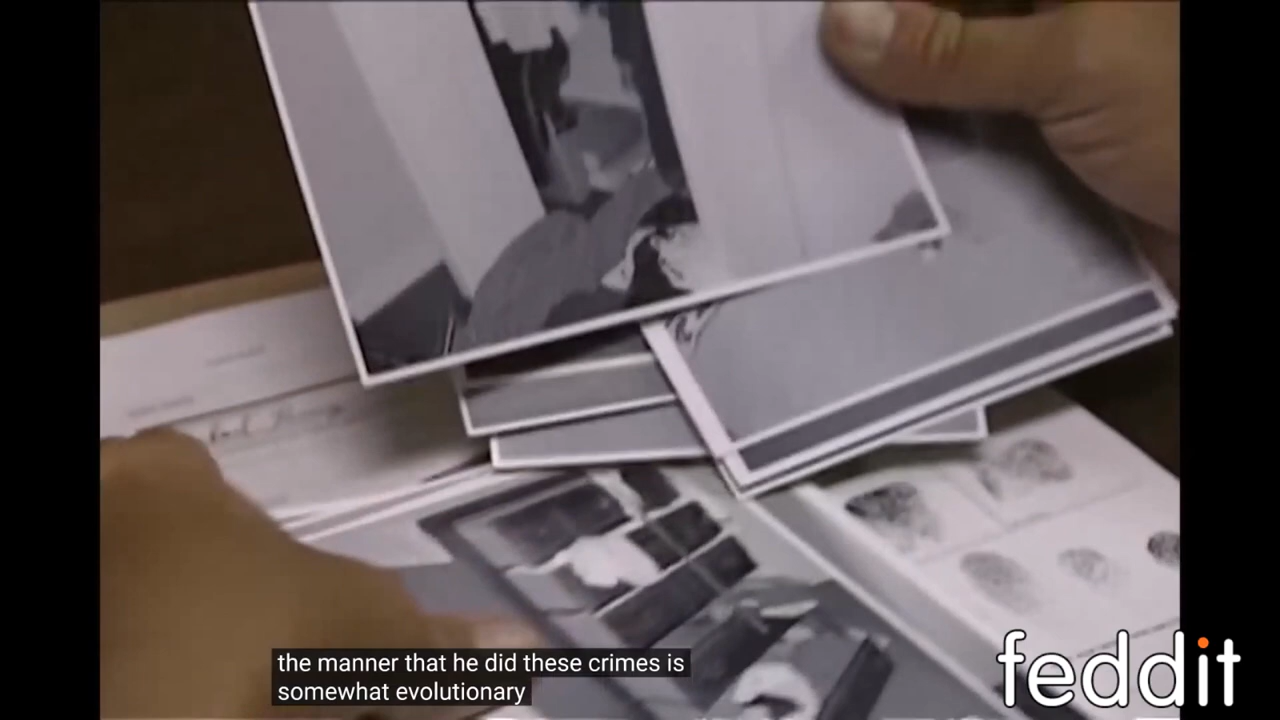 the manner that he did these crimes is
somewhat evolutionary
feddit